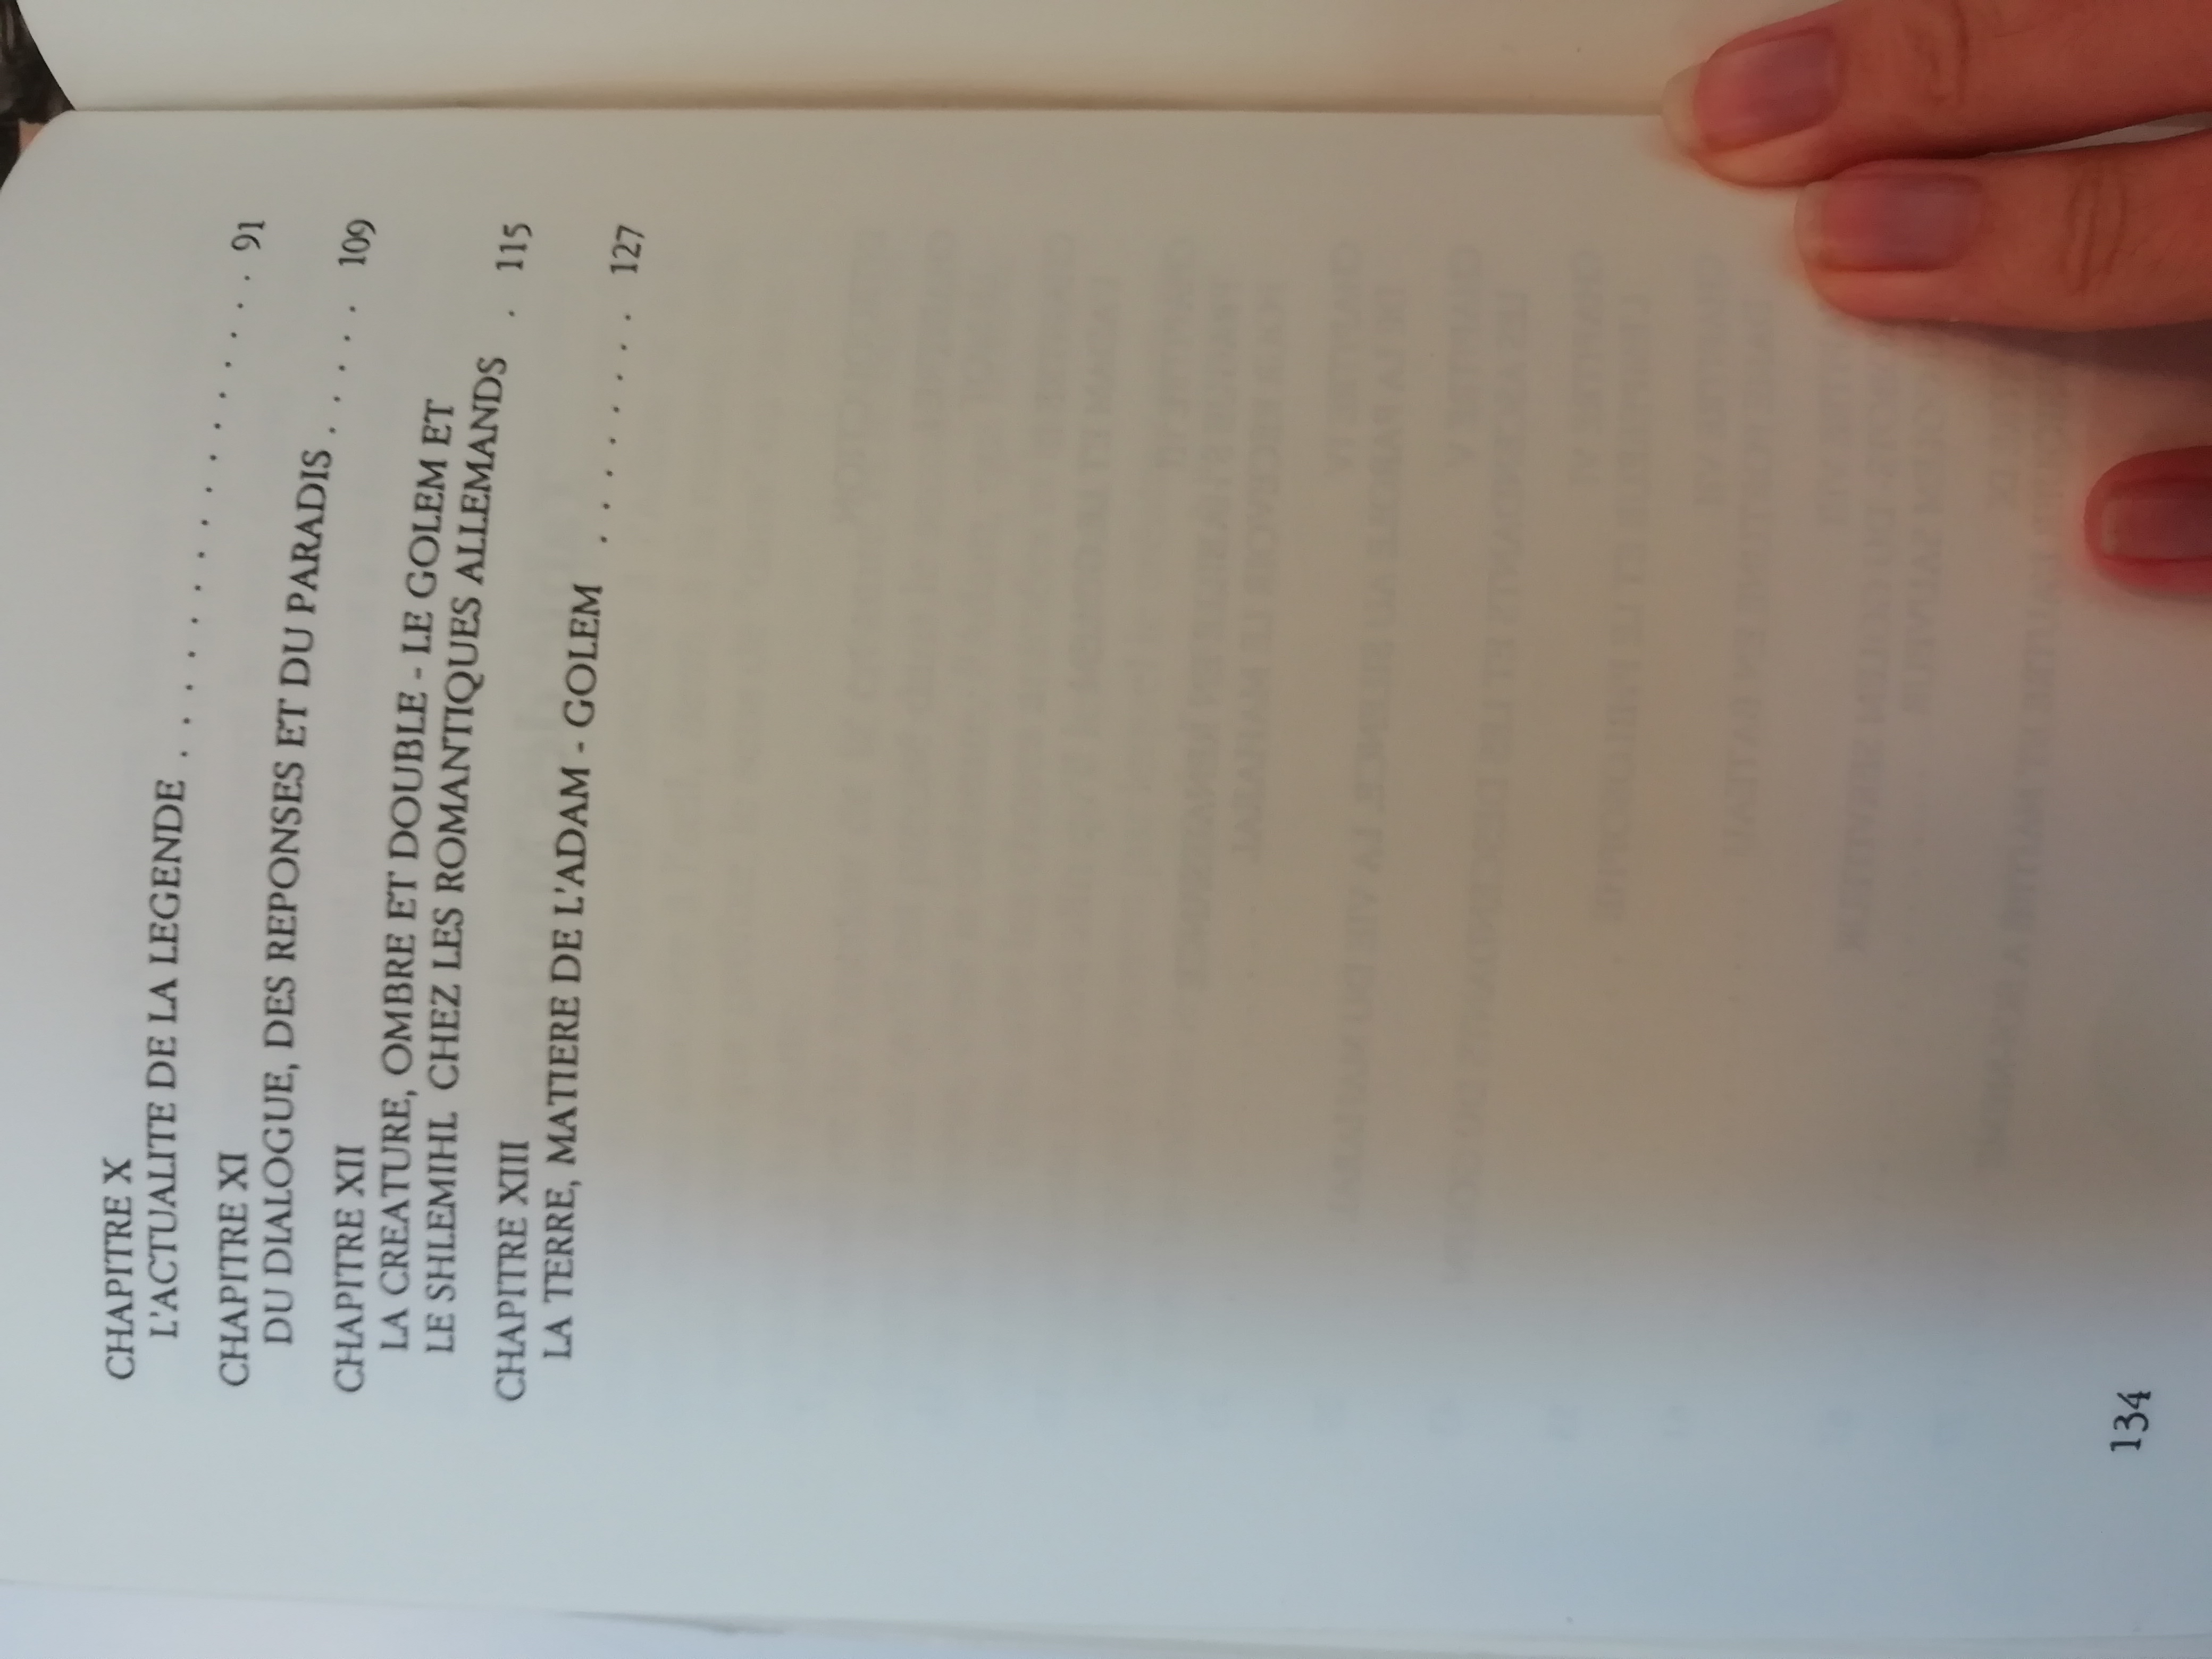 CHAPITRE X
L'ACTUALITE DE LA LEGENDE . . . . . . . . . . . . . . . . 91
CHAPITRE XI
DU DIALOGUE, DES REPONSES ET DU PARADIS . . . . . 109
CHAPITRE XII
LA CREATURE, OMBRE ET DOUBLE - LE GOLEM ET
LE SHLEMIHL CHEZ LES ROMANTIQUES ALLEMANDS . 115
CHAPITRE XIII
LA TERRE, MATIERE DE L'ADAM - GOLEM . . . . . . . 127
134